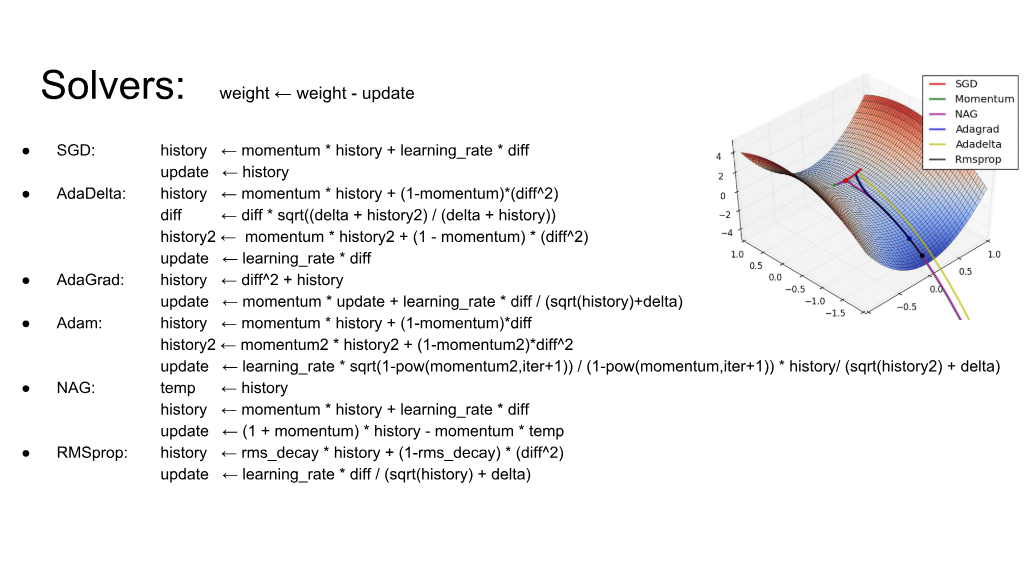 Solvers: weight ← weight - update
● SGD: history ← momentum * history + learning_rate * diff
update ← history
● AdaDelta: history ← momentum * history + (1-momentum)*(diff^2)
diff ← diff * sqrt((delta + history2) / (delta + history))
history2 ← momentum * history2 + (1 - momentum) * (diff^2)
update ← learning_rate * diff
● AdaGrad: history ← diff^2 + history
update ← momentum * update + learning_rate * diff / (sqrt(history)+delta)
● Adam: history ← momentum * history + (1-momentum)*diff
history2 ← momentum2 * history2 + (1-momentum2)*diff^2
update ← learning_rate * sqrt(1-pow(momentum2,iter+1)) / (1-pow(momentum,iter+1)) * history/ (sqrt(history2) + delta)
● NAG: temp ← history
history ← momentum * history + learning_rate * diff
update ← (1 + momentum) * history - momentum * temp
● RMSprop: history ← rms_decay * history + (1-rms_decay) * (diff^2)
update ← learning_rate * diff / (sqrt(history) + delta)
SGD
Momentum
NAG
Adagrad
Adadelta
Rmsprop
4
2
0
−2
−4
1.0
0.5
0.0
−0.5
−1.0
−1.5
−0.5
0.0
0.5
1.0